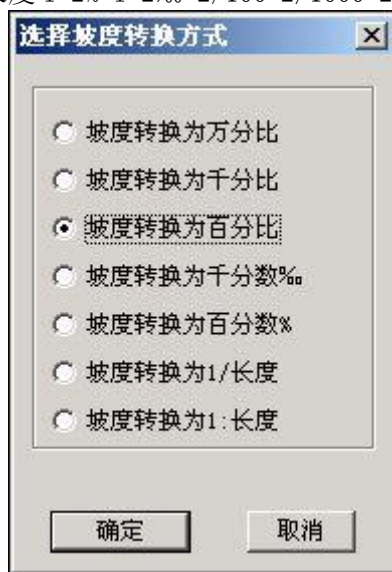 选择坡度转换方式
坡度转换为万分比
坡度转换为千分比
坡度转换为百分比
坡度转换为千分数‰
坡度转换为百分数%
坡度转换为1/长度
坡度转换为1:长度
确定
取消